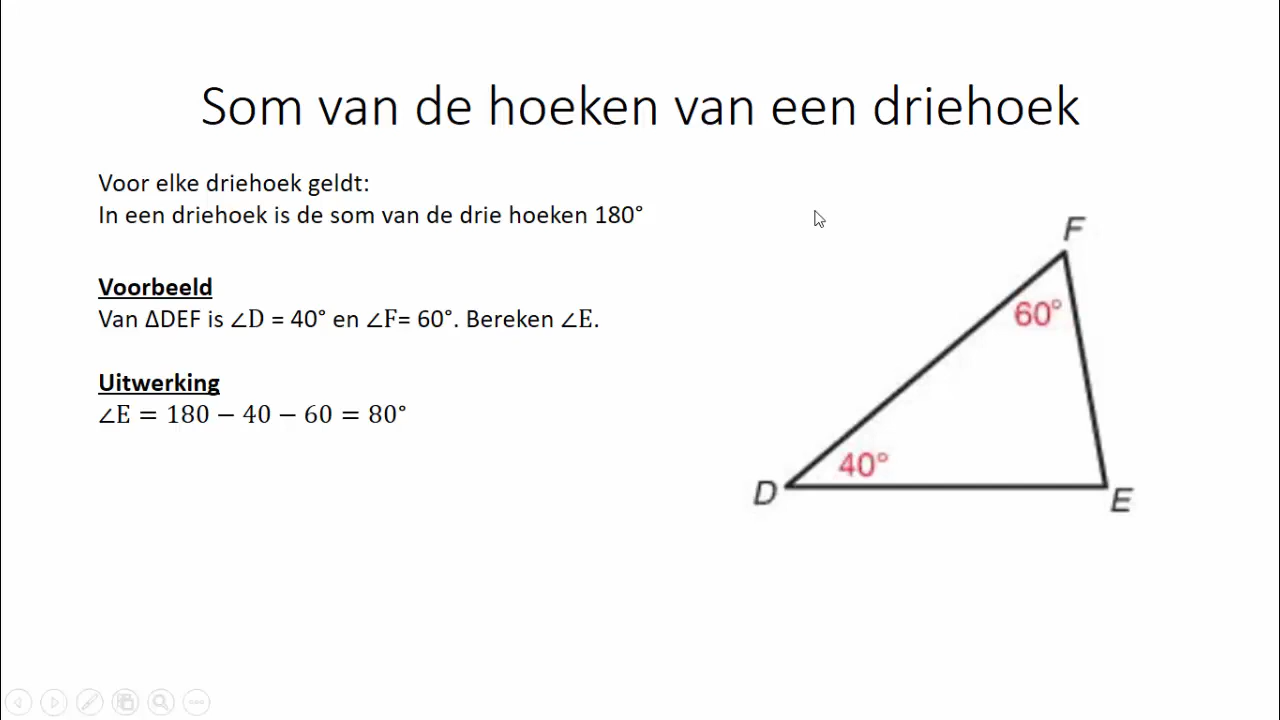 Som van de hoeken van een driehoek
Voor elke driehoek geldt:
In een driehoek is de som van de drie hoeken 180°
Voorbeeld
Van ΔDEF is ∠D = 40° en ∠F= 60°. Bereken ∠E.
Uitwerking
∠E = 180 − 40 − 60 = 80°
F
60°
40°
D
E